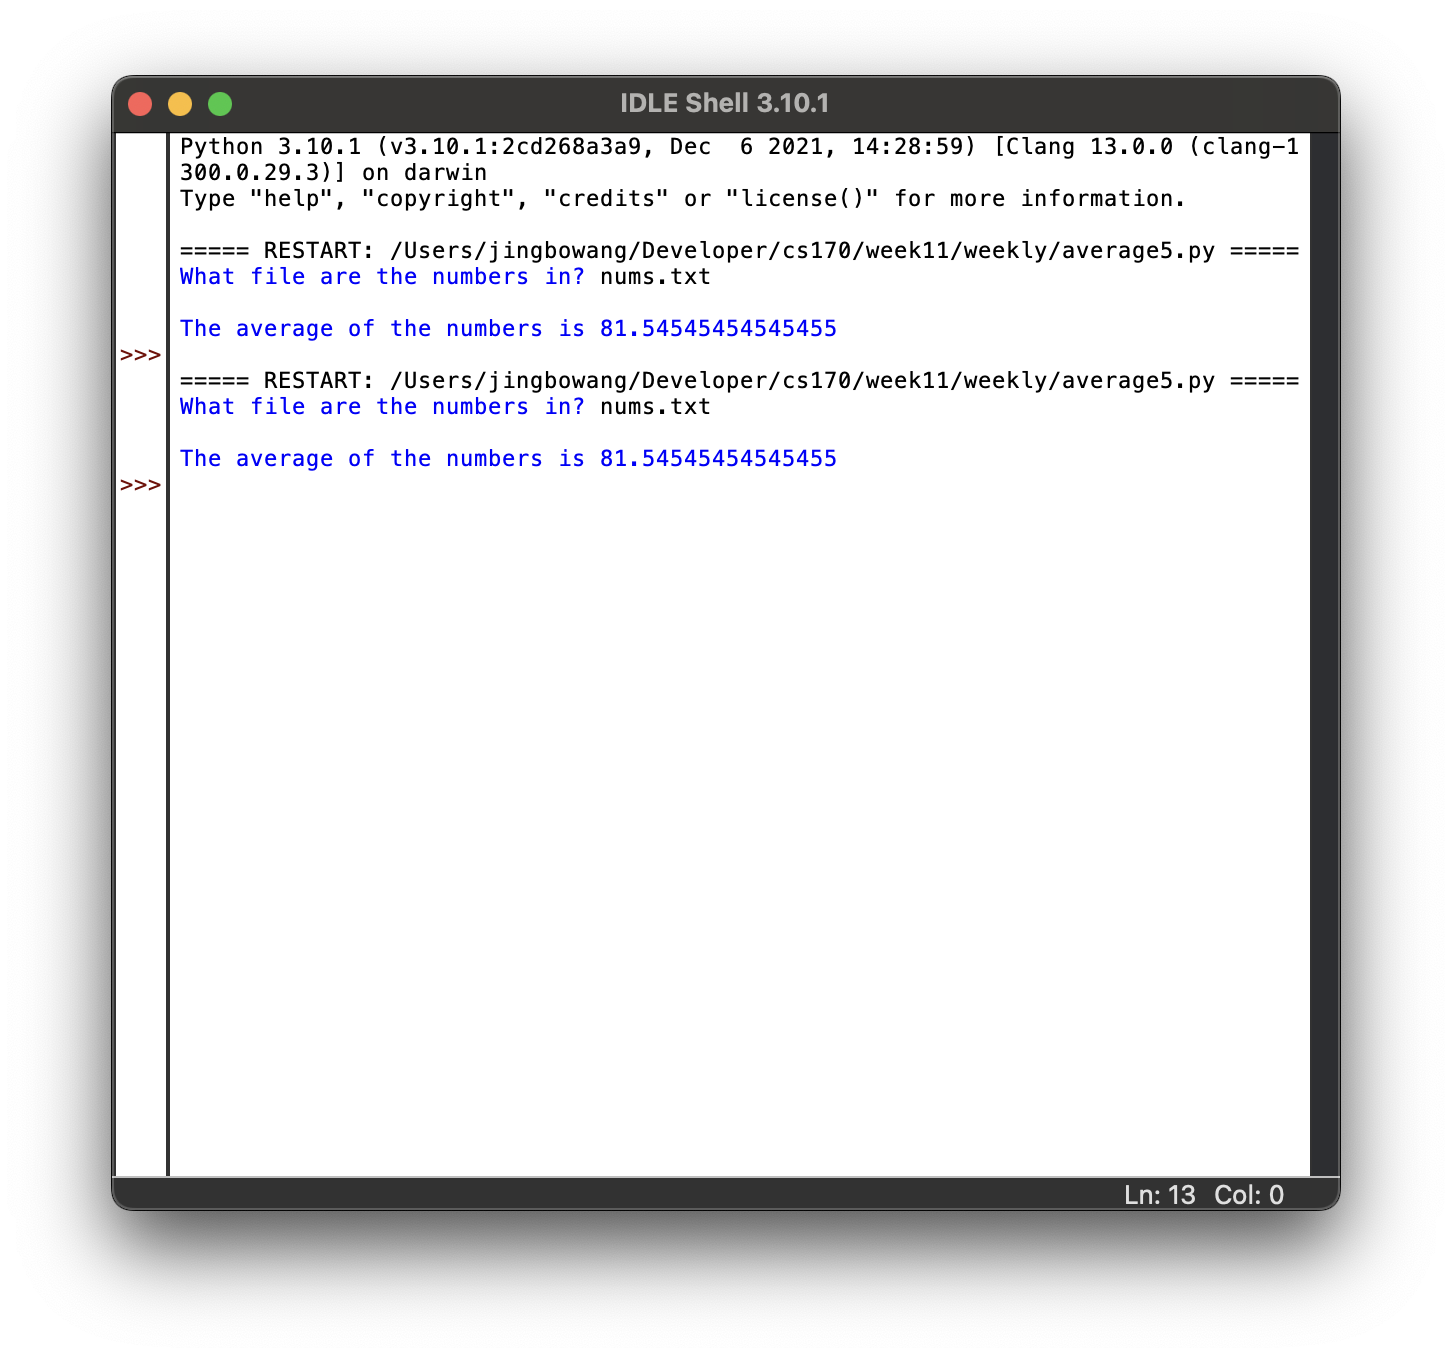 IDLE Shell 3.10.1
Python 3.10.1 (v3.10.1:2cd268a3a9, Dec  6 2021, 14:28:59) [Clang 13.0.0 (clang-1
300.0.29.3)] on darwin
Type "help", "copyright", "credits" or "license()" for more information.
===== RESTART: /Users/jingbowang/Developer/cs170/week11/weekly/average5.py =====
What file are the numbers in? nums.txt
The average of the numbers is 81.54545454545455
>>>
===== RESTART: /Users/jingbowang/Developer/cs170/week11/weekly/average5.py =====
What file are the numbers in? nums.txt
The average of the numbers is 81.54545454545455
>>>
Ln: 13 Col: 0